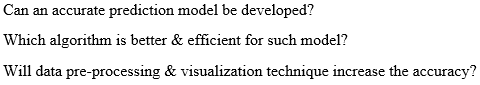 Can an accurate prediction model be developed?
Which algorithm is better & efficient for such model?
Will data pre-processing & visualization technique increase the accuracy?